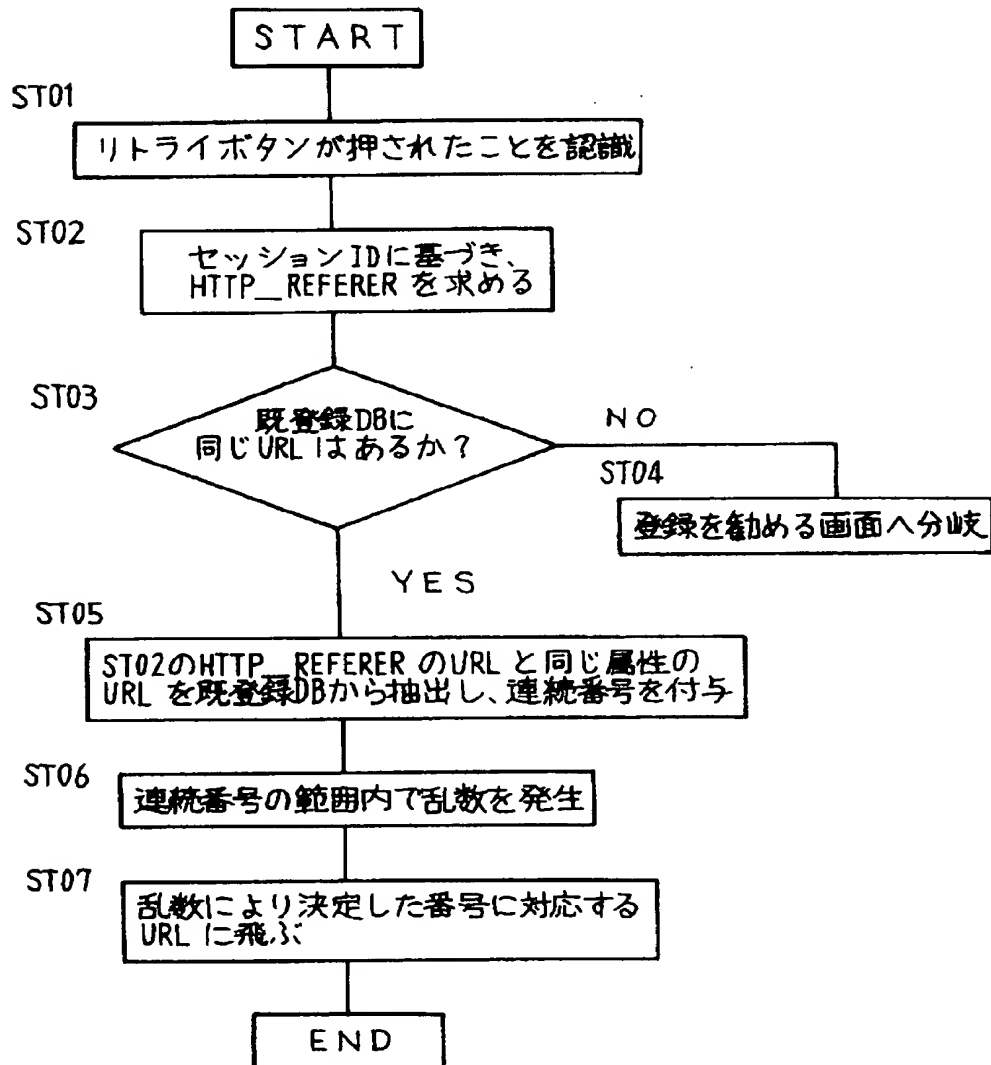 START
ST01
リトライボタンが押されたことを認識
ST02
セッションIDに基づき、
HTTP_REFERER を求める
ST03
既登録DBに
同じURLはあるか？
NO
ST04
登録を勧める画面へ分岐
YES
ST05
ST02のHTTP_REFERER のURL と同じ属性の
URL を既登録DBから抽出し、連続番号を付与
ST06
連続番号の範囲内で乱数を発生
ST07
乱数により決定した番号に対応する
URL に飛ぶ
END